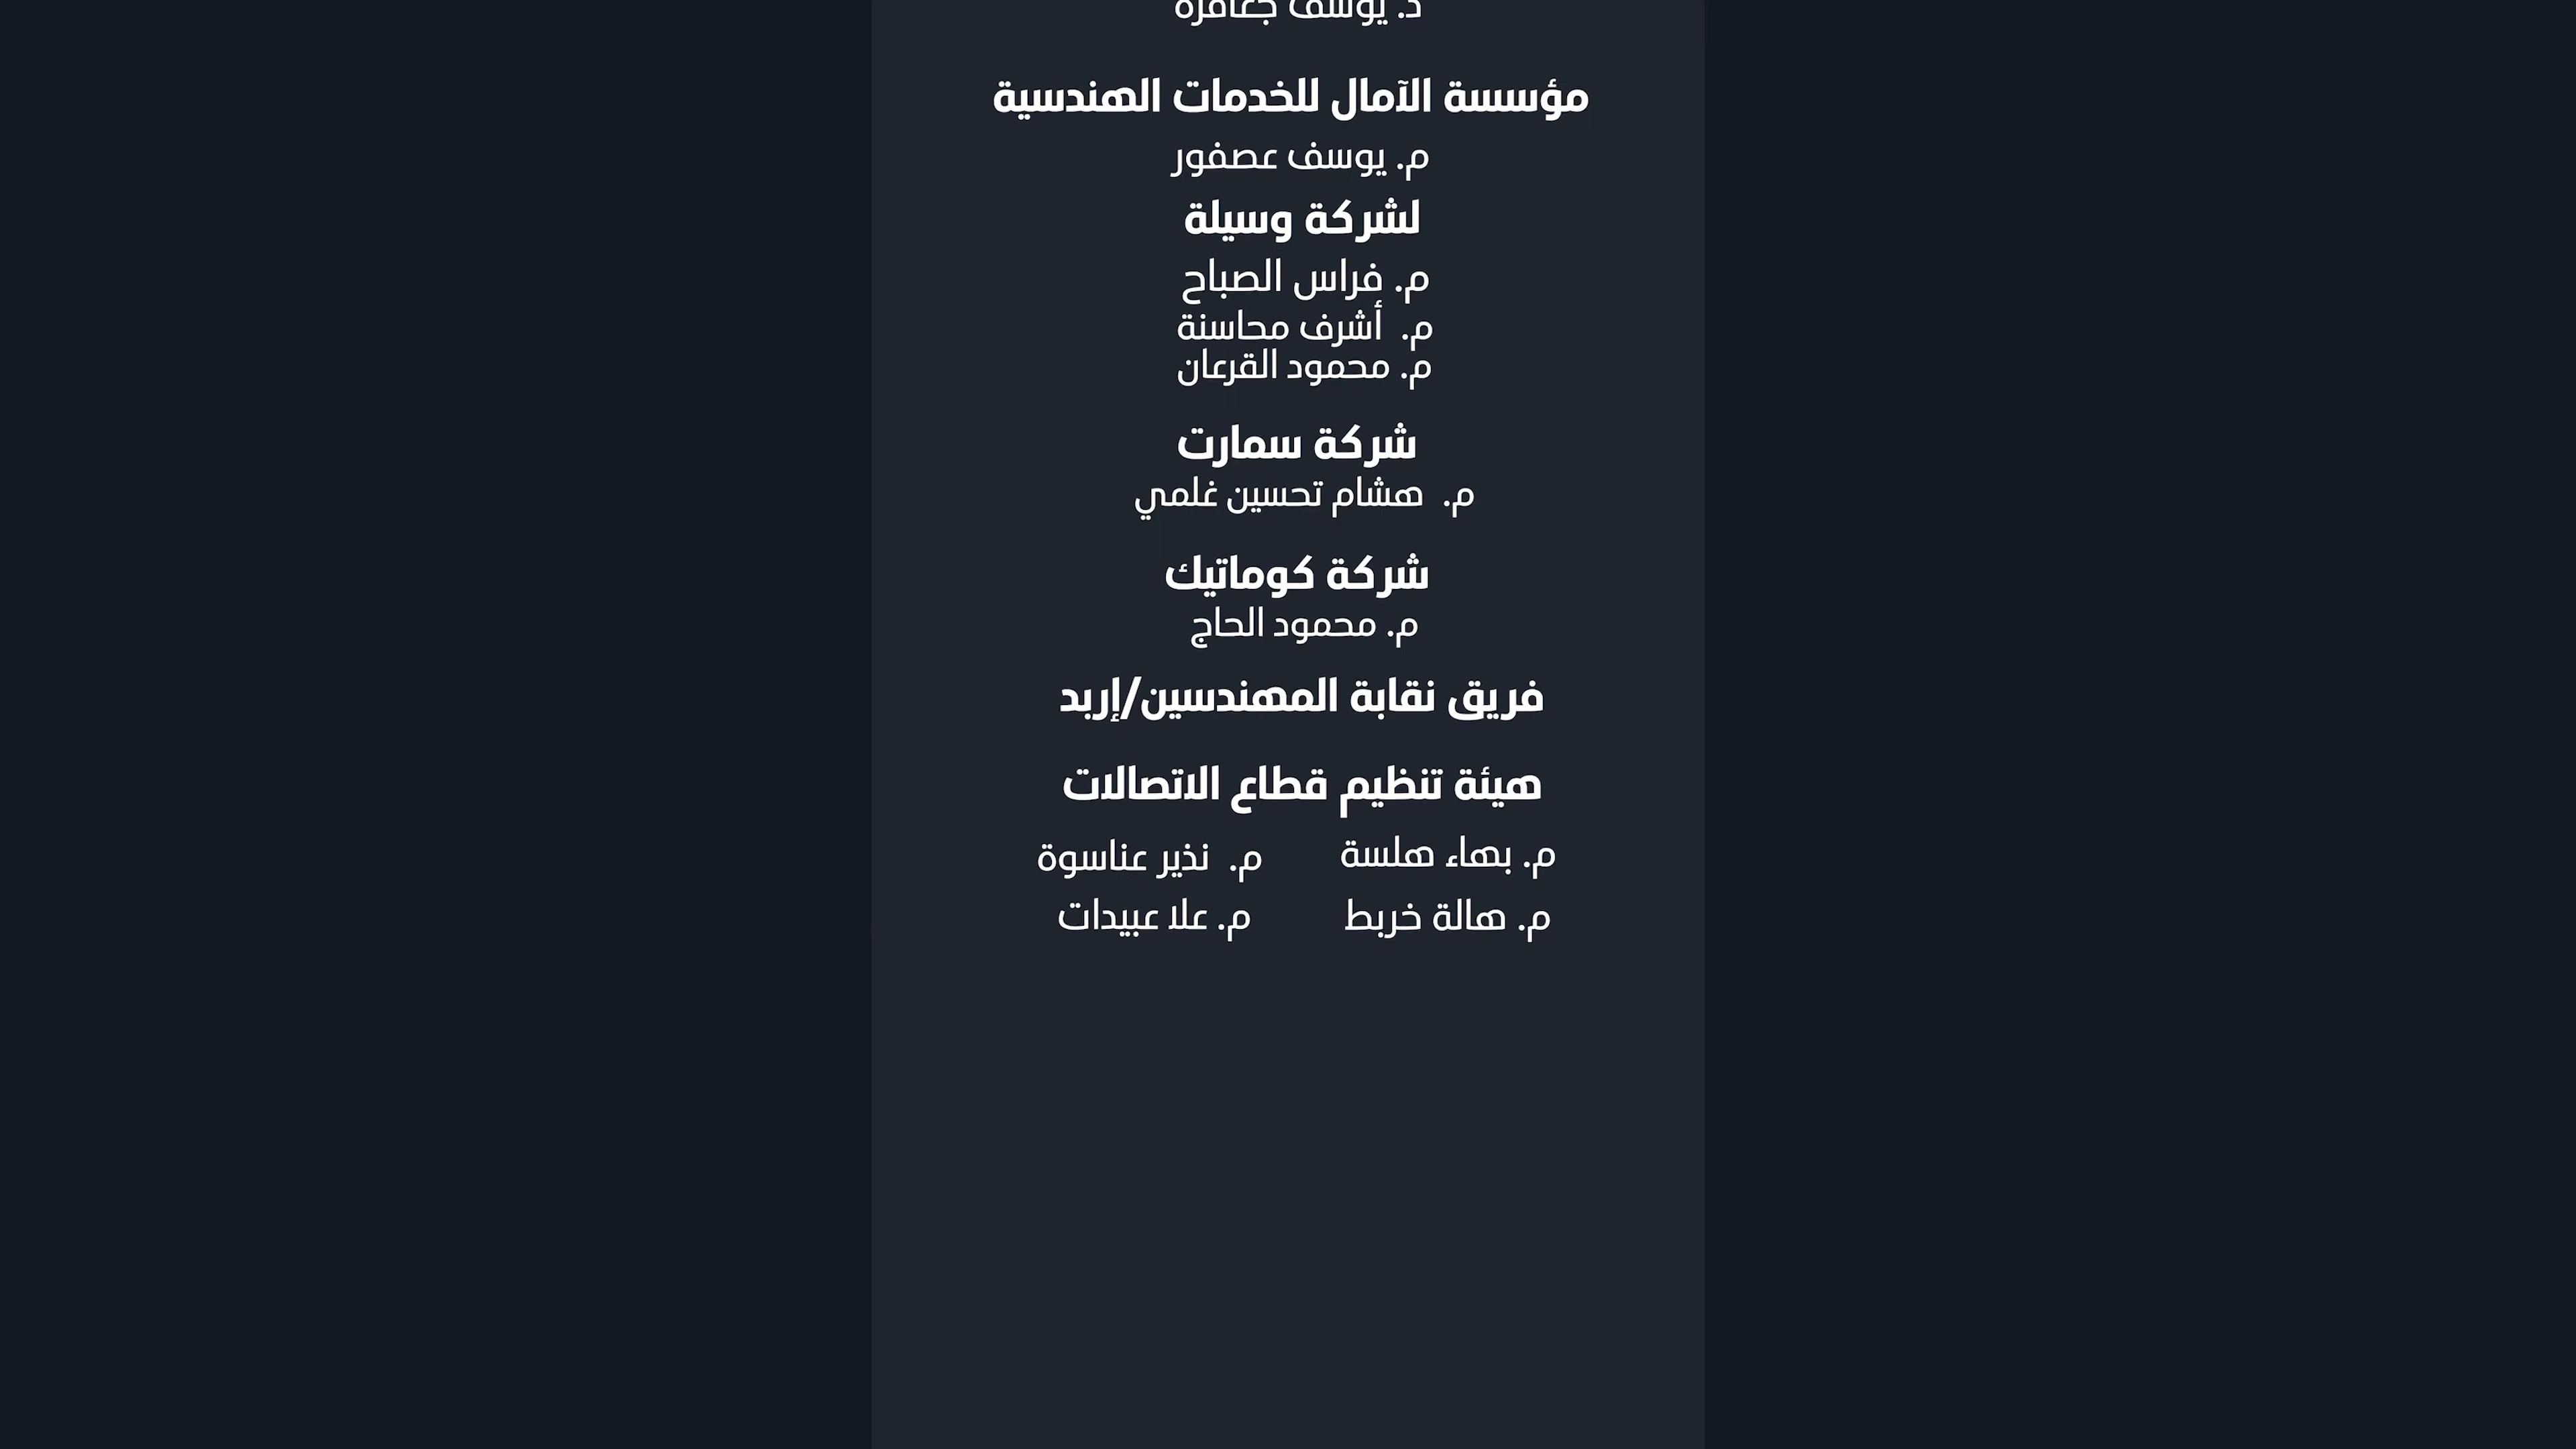 د. يوسف جعافرة
مؤسسة الآمال للخدمات الهندسية
م. يوسف عصفور
لشركة وسيلة
م. فراس الصباح
م. أشرف محاسنة
م. محمود القرعان
شركة سمارت
م. هشام تحسين غلمي
شركة كوماتيك
م. محمود الحاج
فريق نقابة المهندسين/إربد
هيئة تنظيم قطاع الاتصالات
م. بهاء هلسة م. نذير عناسوة
م. هالة خربط م. علا عبيدات